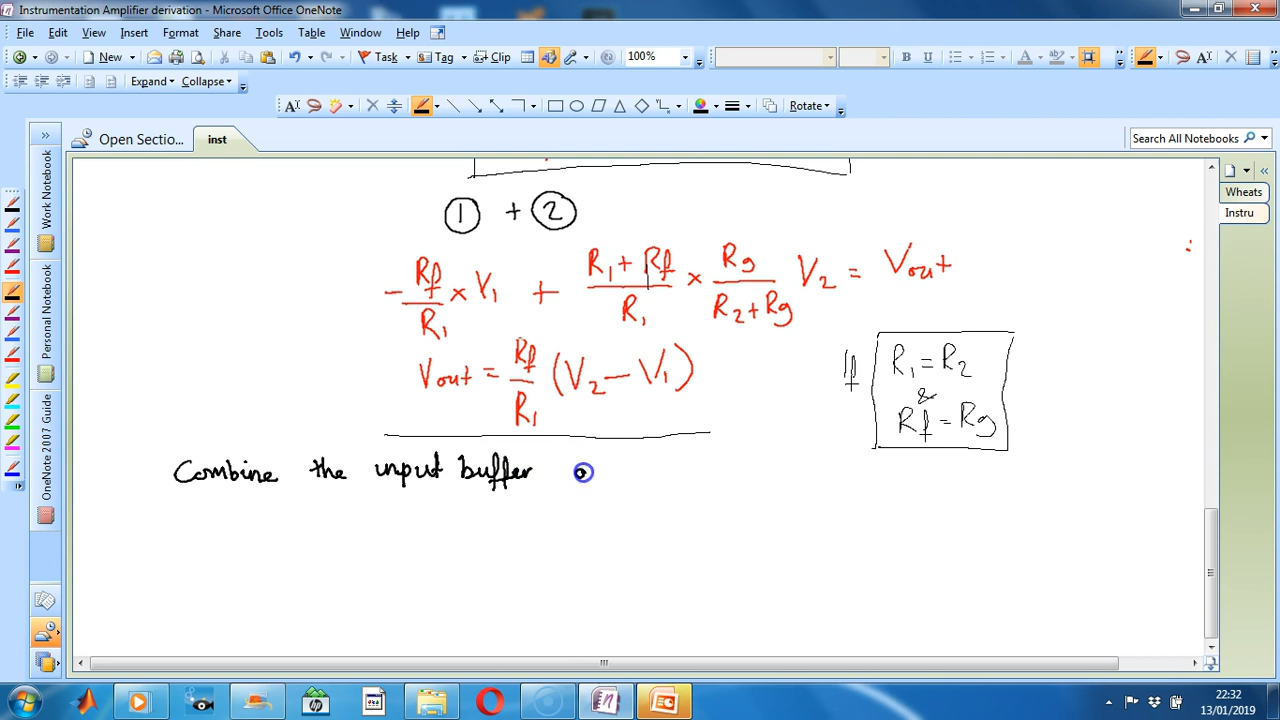 Instrumentation Amplifier derivation - Microsoft Office OneNote
File Edit View Insert Format Share Tools Table Window Help
New Task Tag Clip 100% B I U A
Expand Collapse
Rotate
Open Sectio... inst Search All Notebooks
Work Notebook
Personal Notebook
OneNote 2007 Guide
Wheats
Instru
1 + 2
-Rf/R1 × V1 + R1+Rf/R1 × Rg/R2+Rg V2 = Vout
Vout = Rf/R1 (V2 - V1)
If R1 = R2
&
Rf = Rg
Combine the input buffer
22:32
13/01/2019